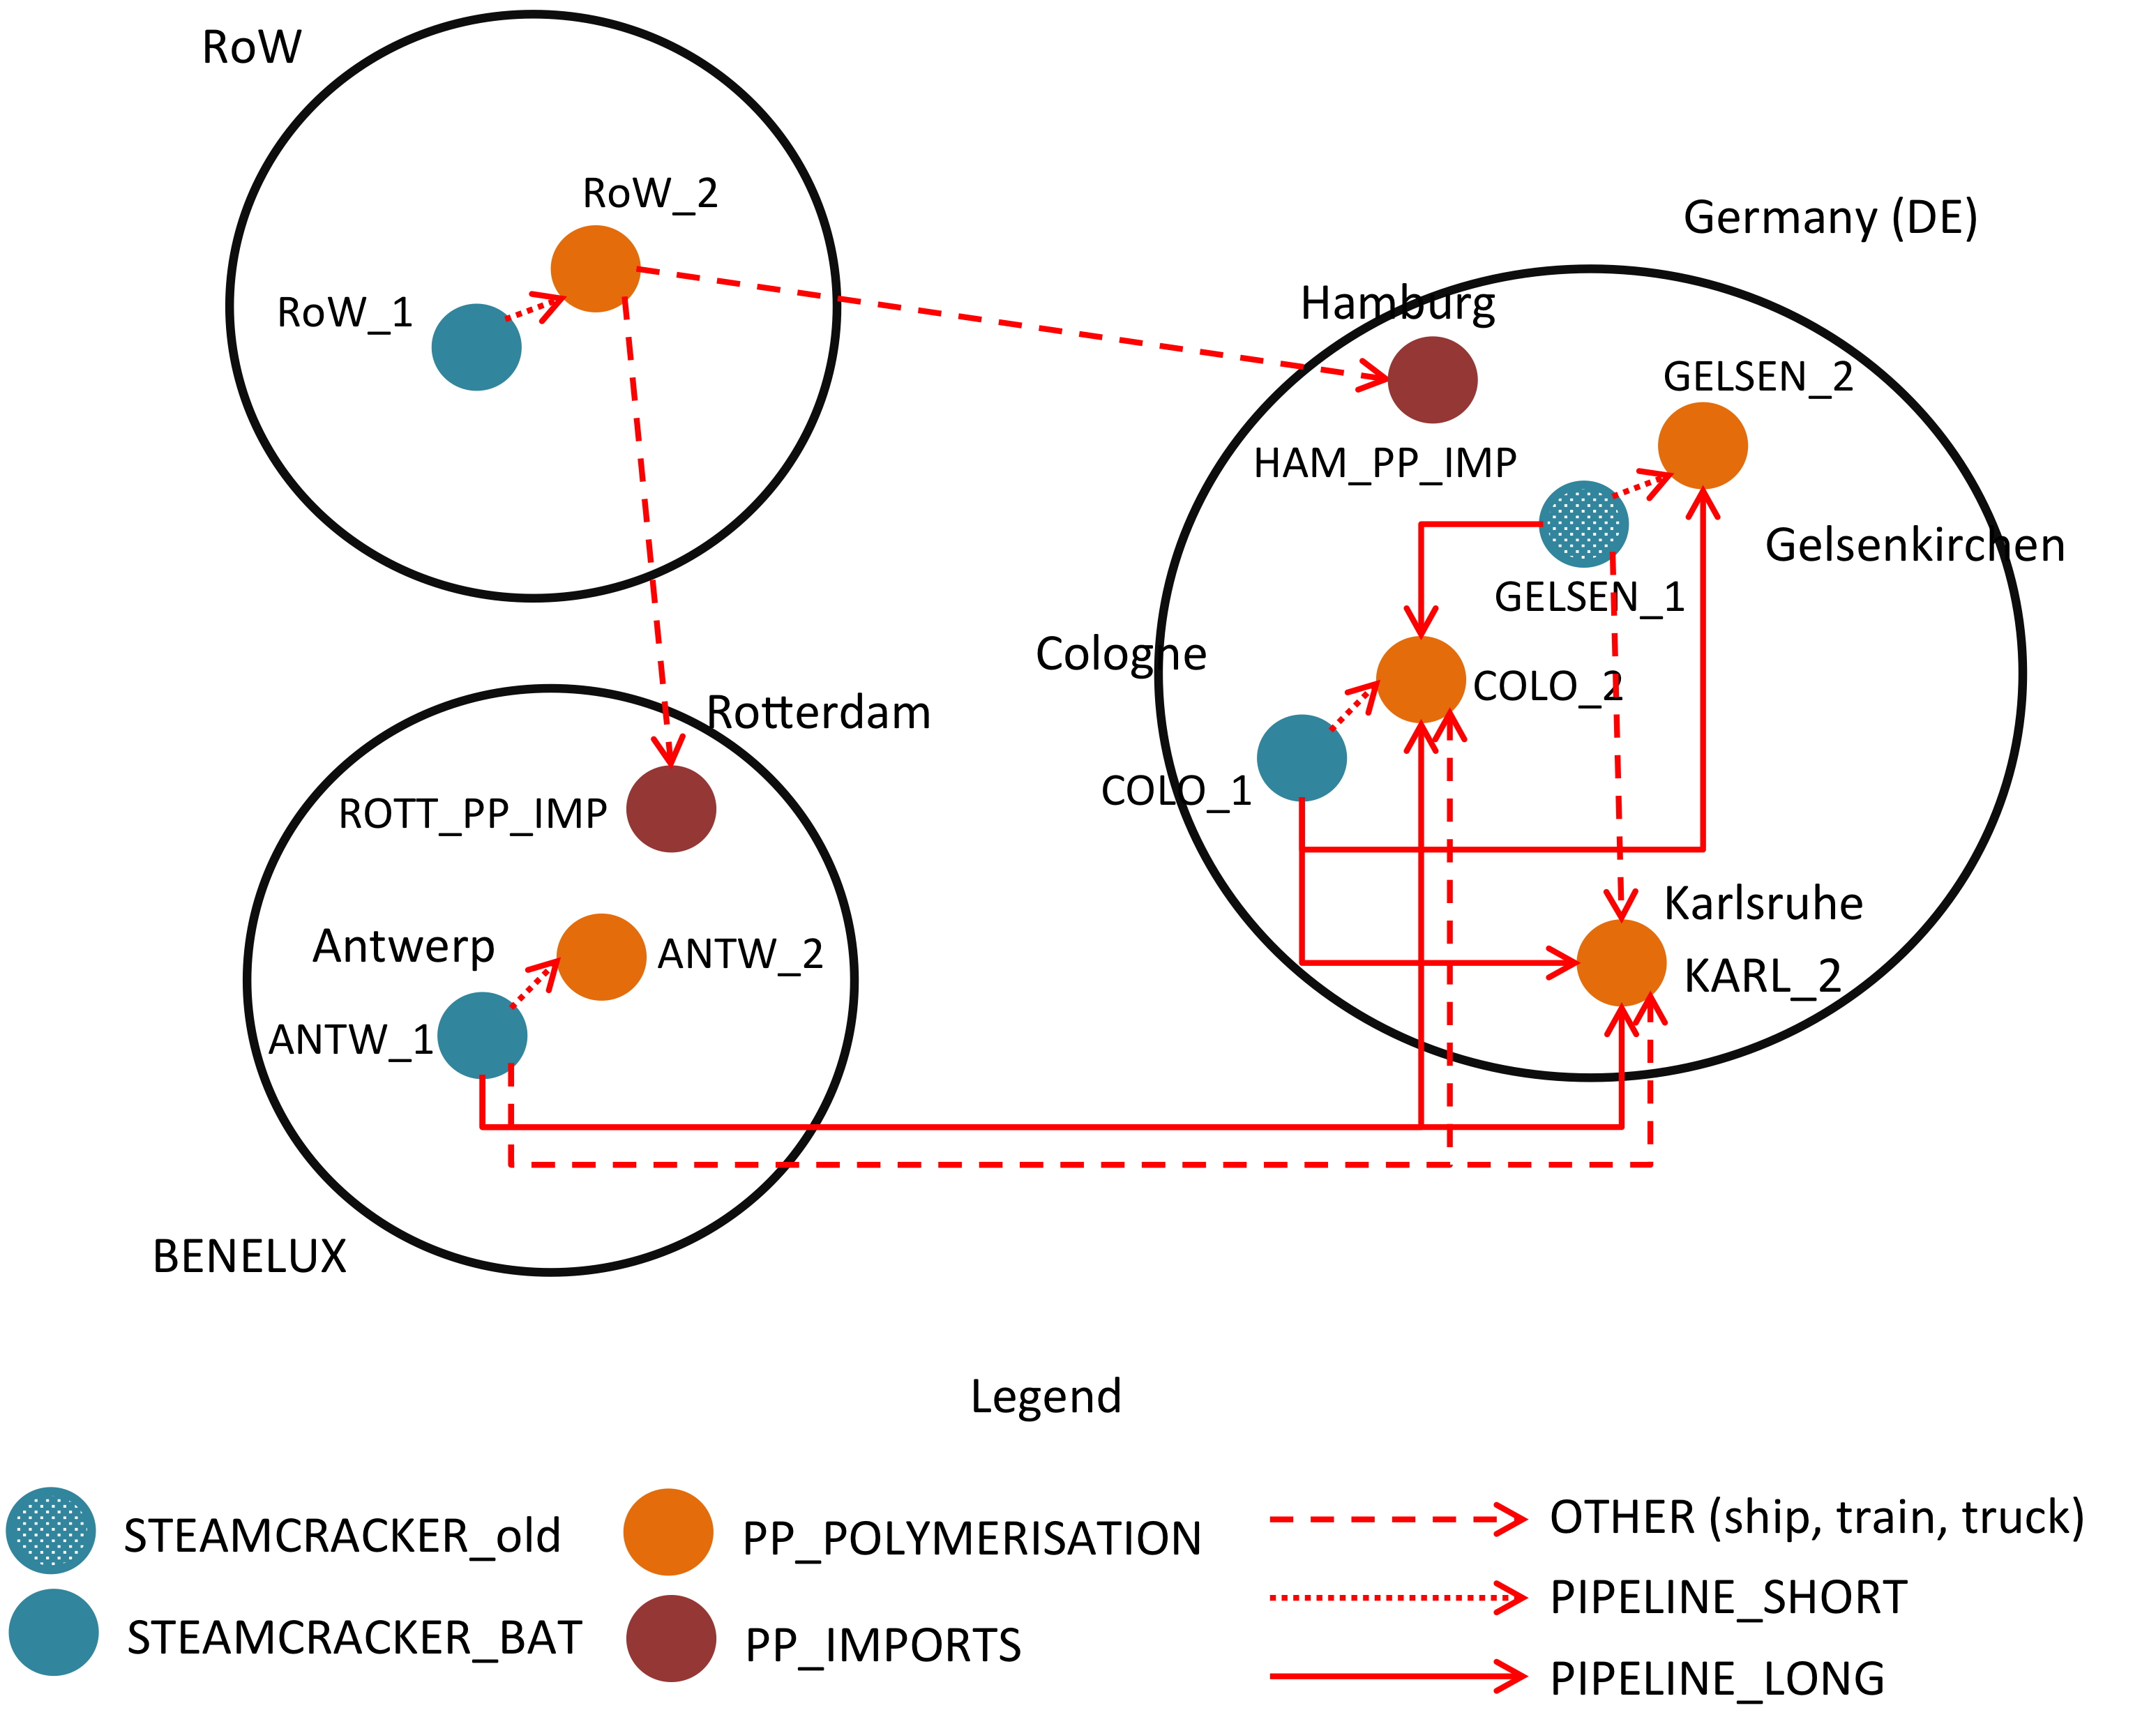 RoW
RoW_2
RoW_1
Germany (DE)
Hamburg
HAM_PP_IMP
GELSEN_2
Gelsenkirchen
GELSEN_1
Cologne
COLO_2
COLO_1
Karlsruhe
KARL_2
Rotterdam
ROTT_PP_IMP
Antwerp
ANTW_2
ANTW_1
BENELUX
Legend
STEAMCRACKER_old
STEAMCRACKER_BAT
PP_POLYMERISATION
PP_IMPORTS
OTHER (ship, train, truck)
PIPELINE_SHORT
PIPELINE_LONG